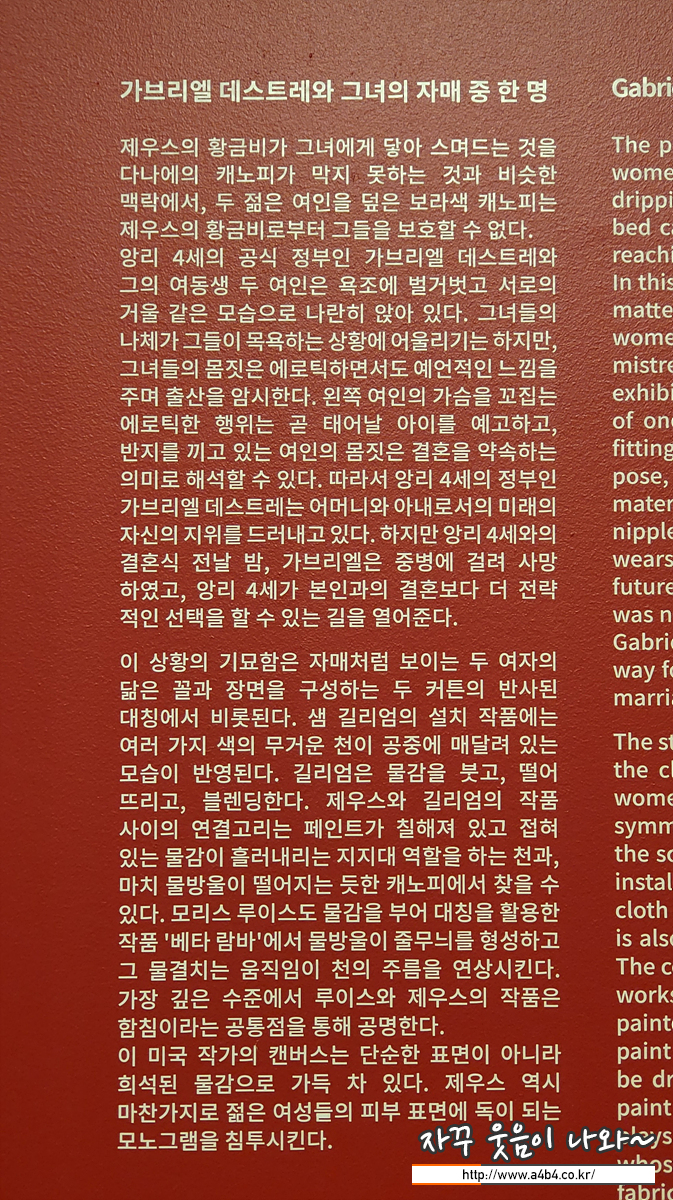 가브리엘 데스트레와 그녀의 자매 중 한 명
제우스의 황금비가 그녀에게 닿아 스며드는 것을
다나에의 캐노피가 막지 못하는 것과 비슷한
맥락에서, 두 젊은 여인을 덮은 보라색 캐노피는
제우스의 황금비로부터 그들을 보호할 수 없다.
앙리 4세의 공식 정부인 가브리엘 데스트레와
그의 여동생 두 여인은 욕조에 벌거벗고 서로의
거울 같은 모습으로 나란히 앉아 있다. 그녀들의
나체가 그들이 목욕하는 상황에 어울리기는 하지만,
그녀들의 몸짓은 에로틱하면서도 예언적인 느낌을
주며 출산을 암시한다. 왼쪽 여인의 가슴을 꼬집는
에로틱한 행위는 곧 태어날 아이를 예고하고,
반지를 끼고 있는 여인의 몸짓은 결혼을 약속하는
의미로 해석할 수 있다. 따라서 앙리 4세의 정부인
가브리엘 데스트레는 어머니와 아내로서의 미래의
자신의 지위를 드러내고 있다. 하지만 앙리 4세와의
결혼식 전날 밤, 가브리엘은 중병에 걸려 사망
하였고, 앙리 4세가 본인과의 결혼보다 더 전략
적인 선택을 할 수 있는 길을 열어준다.
이 상황의 기묘함은 자매처럼 보이는 두 여자의
닮은 꼴과 장면을 구성하는 두 커튼의 반사된
대칭에서 비롯된다. 샘 길리엄의 설치 작품에는
여러 가지 색의 무거운 천이 공중에 매달려 있는
모습이 반영된다. 길리엄은 물감을 붓고, 떨어
뜨리고, 블렌딩한다. 제우스와 길리엄의 작품
사이의 연결고리는 페인트가 칠해져 있고 접혀
있는 물감이 흘러내리는 지지대 역할을 하는 천과,
마치 물방울이 떨어지는 듯한 캐노피에서 찾을 수
있다. 모리스 루이스도 물감을 부어 대칭을 활용한
작품 '베타 람바'에서 물방울이 줄무늬를 형성하고
그 물결치는 움직임이 천의 주름을 연상시킨다.
가장 깊은 수준에서 루이스와 제우스의 작품은
함침이라는 공통점을 통해 공명한다.
이 미국 작가의 캔버스는 단순한 표면이 아니라
희석된 물감으로 가득 차 있다. 제우스 역시
마찬가지로 젊은 여성들의 피부 표면에 독이 되는
모노그램을 침투시킨다.
The p
wome
drippi
bed ca
reachi
In this
matte
wome
mistre
exhibi
of one
fitting
pose,
mater
nipple
wears
future
was n
Gabrie
way fo
marria
The st
the cl
wome
symm
the so
instal
cloth
is also
The co
works
painte
paint
be dr
paint
plays
whos
fabric
자꾸 웃음이 나와~
http://www.a4b4.co.kr/